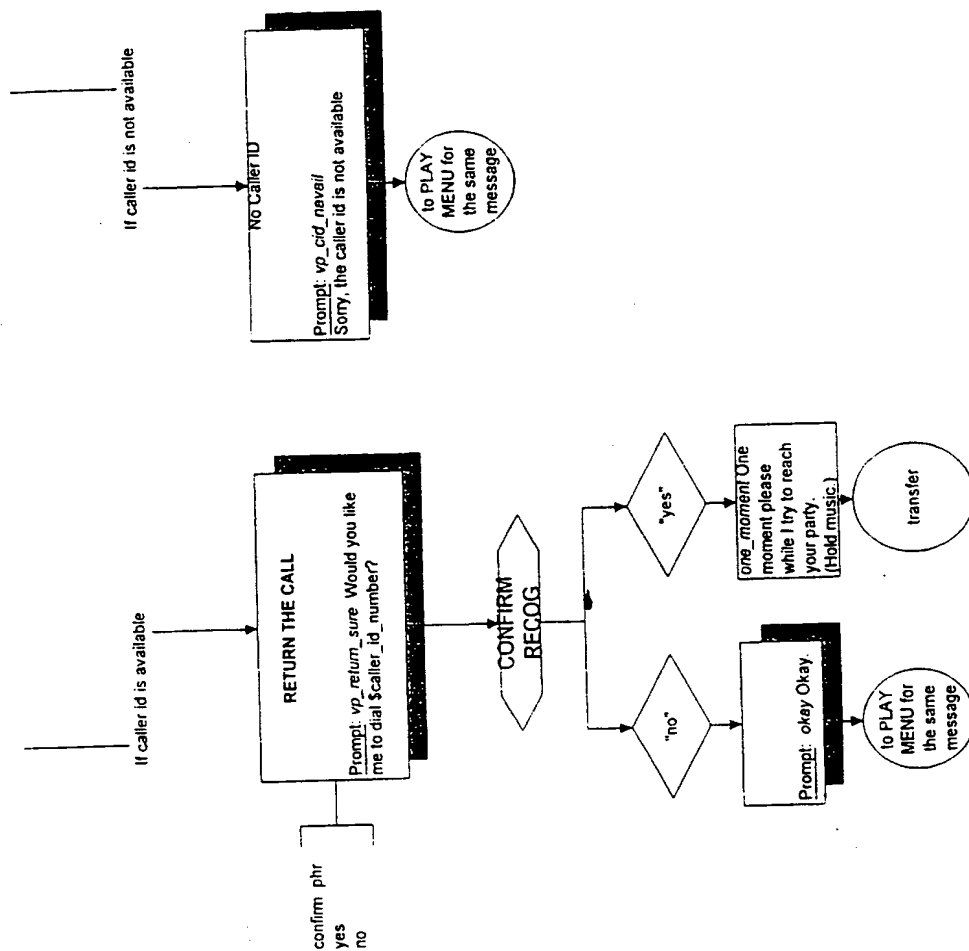 If caller id is available
RETURN THE CALL
Prompt: vp_return_sure Would you like
me to dial $caller_id_number?
confirm phr
yes
no
CONFIRM
RECOG
"no"
"yes"
Prompt: okay Okay.
one_moment One
moment please
while I try to reach
your party.
(Hold music.)
to PLAY
MENU for
the same
message
transfer
If caller id is not available
No Caller ID
Prompt: vp_cid_navail
Sorry, the caller id is not available
to PLAY
MENU for
the same
message